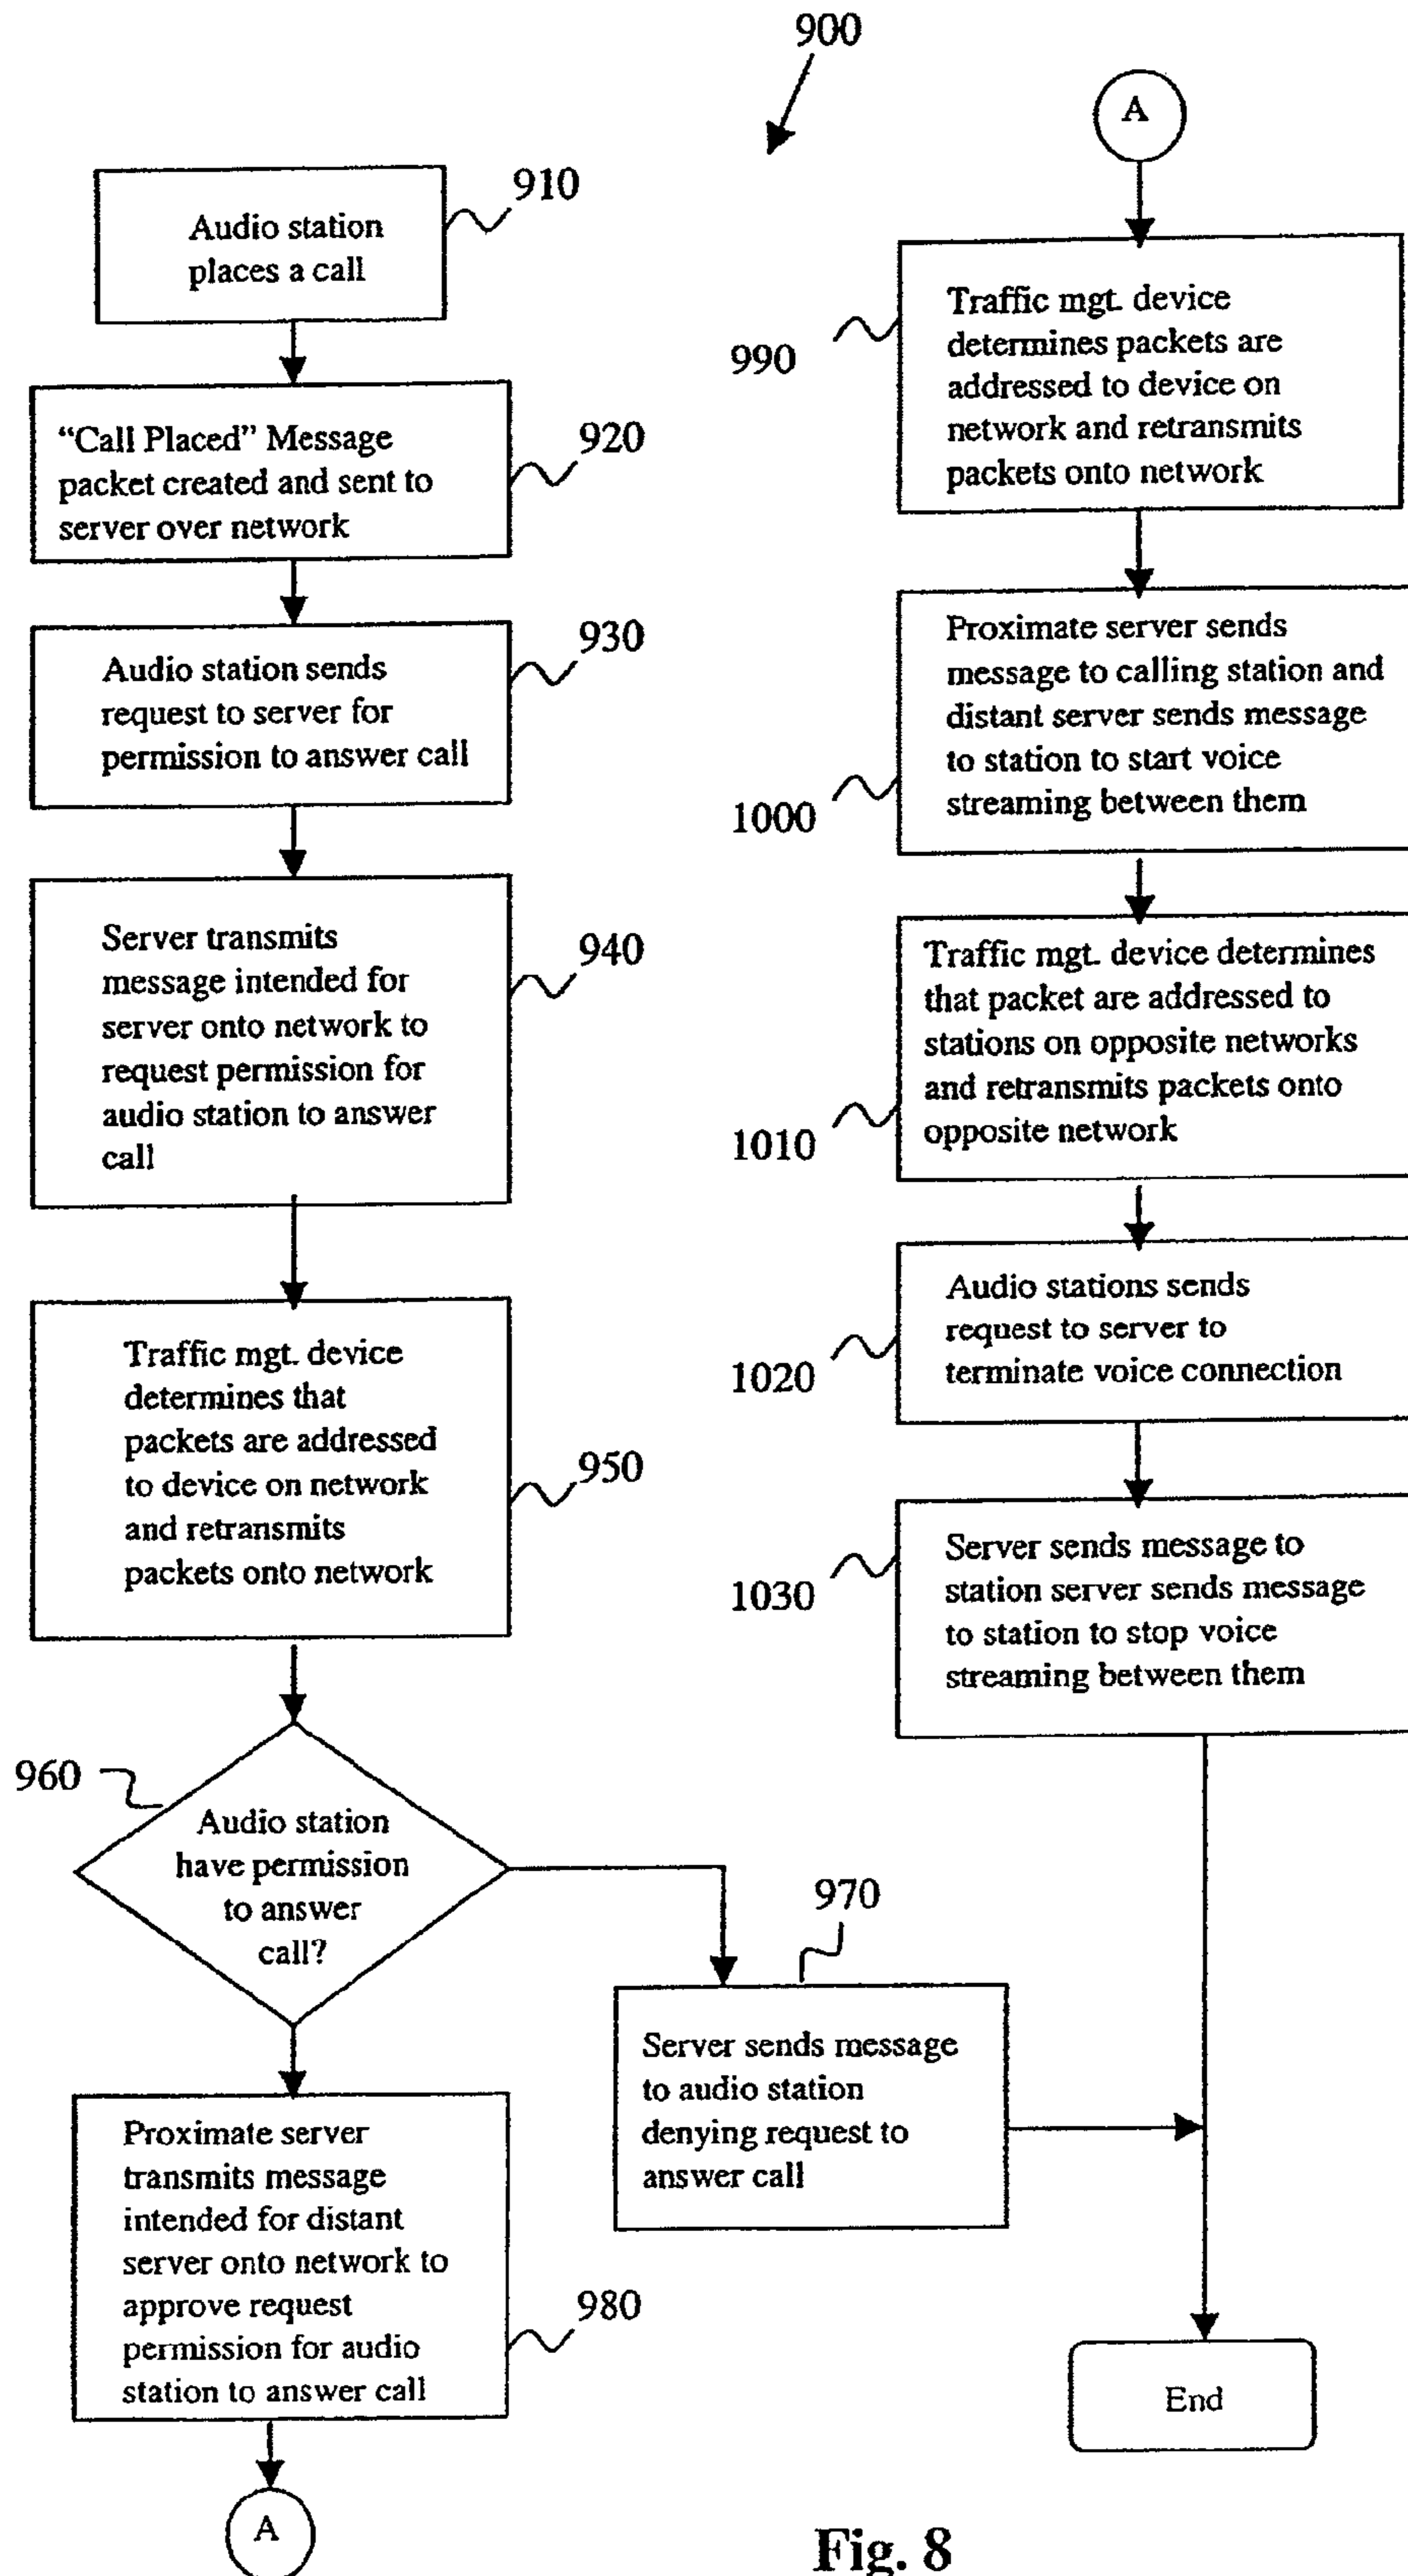 900
910
Audio station
places a call
920
“Call Placed” Message
packet created and sent to
server over network
930
Audio station sends
request to server for
permission to answer call
940
Server transmits
message intended for
server onto network to
request permission for
audio station to answer
call
950
Traffic mgt. device
determines that
packets are addressed
to device on network
and retransmits
packets onto network
960
Audio station
have permission
to answer
call?
970
Server sends message
to audio station
denying request to
answer call
980
Proximate server
transmits message
intended for distant
server onto network to
approve request
permission for audio
station to answer call
A
A
990
Traffic mgt. device
determines packets are
addressed to device on
network and retransmits
packets onto network
1000
Proximate server sends
message to calling station and
distant server sends message
to station to start voice
streaming between them
1010
Traffic mgt. device determines
that packet are addressed to
stations on opposite networks
and retransmits packets onto
opposite network
1020
Audio stations sends
request to server to
terminate voice connection
1030
Server sends message to
station server sends message
to station to stop voice
streaming between them
End
Fig. 8